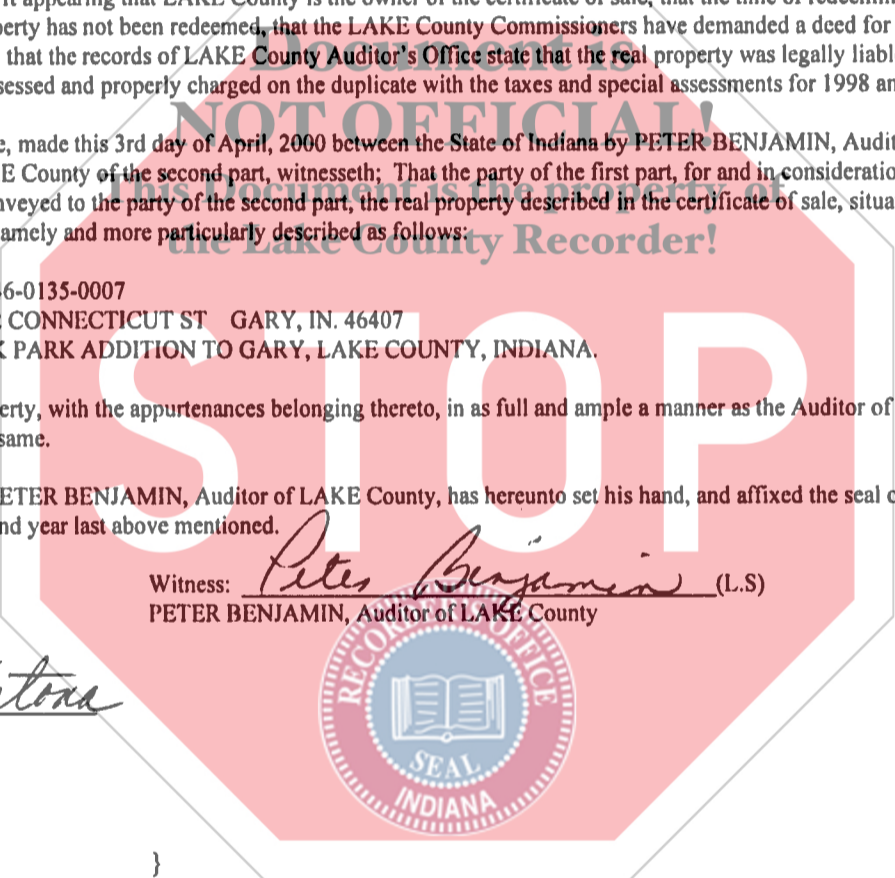 it appearing that LAKE County is the owner of the certificate of sale, that the time of redemption
perty has not been redeemed, that the LAKE County Commissioners have demanded a deed for
that the records of LAKE County Auditor's Office state that the real property was legally liabl
sessed and properly charged on the duplicate with the taxes and special assessments for 1998 an
Document is
NOT OFFICIAL!
This Document is the property of
the Lake County Recorder!
e, made this 3rd day of April, 2000 between the State of Indiana by PETER BENJAMIN, Audit
E County of the second part, witnesseth; That the party of the first part, for and in consideratio
nveyed to the party of the second part, the real property described in the certificate of sale, situa
amely and more particularly described as follows:
6-0135-0007
CONNECTICUT ST GARY, IN. 46407
K PARK ADDITION TO GARY, LAKE COUNTY, INDIANA.
STOP
erty, with the appurtenances belonging thereto, in as full and ample a manner as the Auditor of
same.
ETER BENJAMIN, Auditor of LAKE County, has hereunto set his hand, and affixed the seal o
nd year last above mentioned.
Witness: Peter Benjamin (L.S)
PETER BENJAMIN, Auditor of LAKE County
RECORDER'S OFFICE
SEAL
INDIANA
}